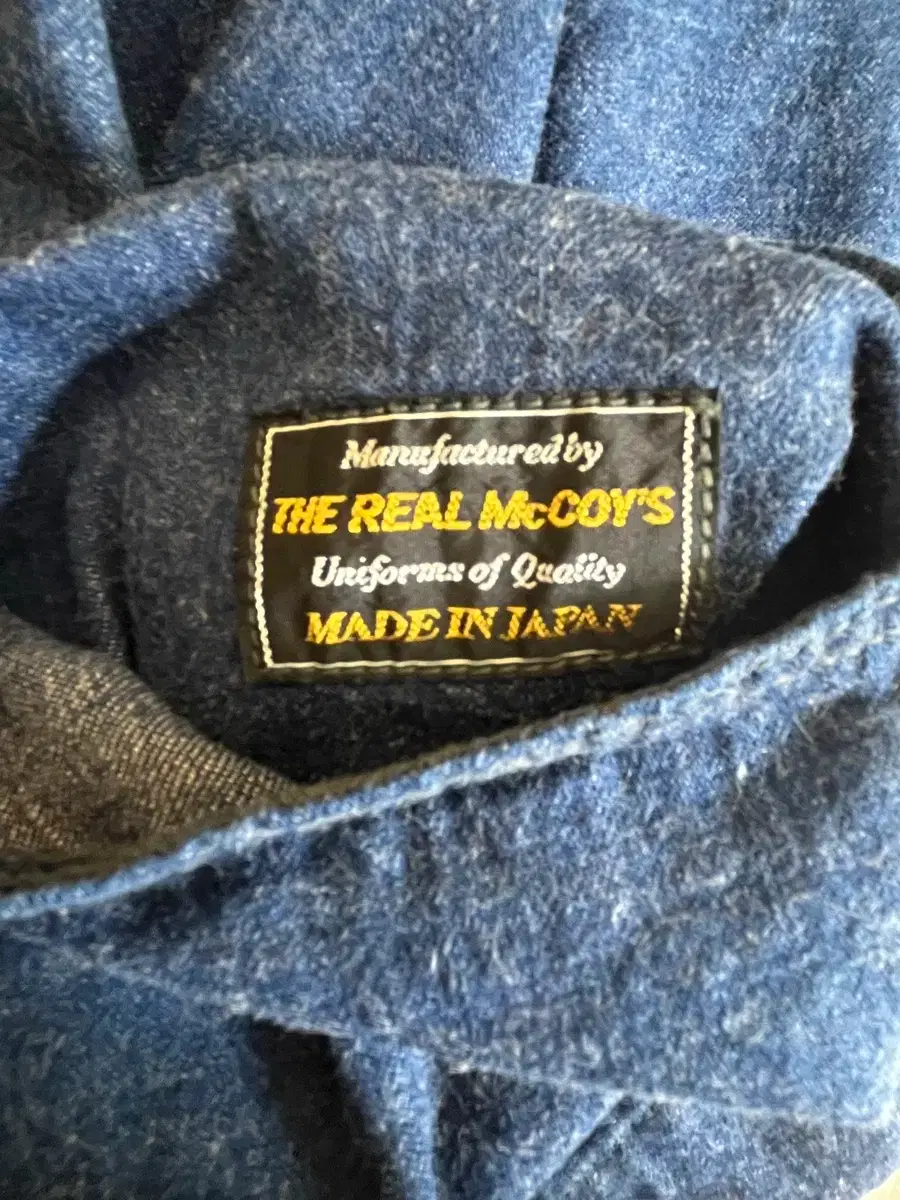 Manufactured by
THE REAL McCOY'S
Uniforms of Quality
MADE IN JAPAN